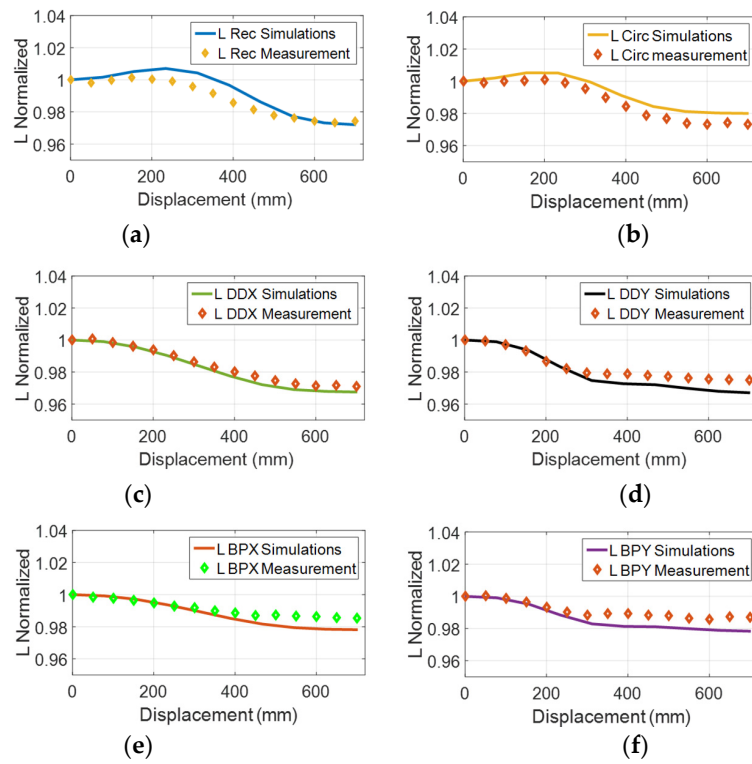 1.04
1.02
1
0.98
0.96
L Normalized
L Rec Simulations
L Rec Measurement
0 200 400 600
Displacement (mm)
(a)
1.04
1.02
1
0.98
0.96
L Normalized
L Circ Simulations
L Circ measurement
0 200 400 600
Displacement (mm)
(b)
1.04
1.02
1
0.98
0.96
L Normalized
L DDX Simulations
L DDX Measurement
0 200 400 600
Displacement (mm)
(c)
1.04
1.02
1
0.98
0.96
L Normalized
L DDY Simulations
L DDY Measurement
0 200 400 600
Displacement (mm)
(d)
1.04
1.02
1
0.98
0.96
L Normalized
L BPX Simulations
L BPX Measurement
0 200 400 600
Displacement (mm)
(e)
1.04
1.02
1
0.98
0.96
L Normalized
L BPY Simulations
L BPY Measurement
0 200 400 600
Displacement (mm)
(f)